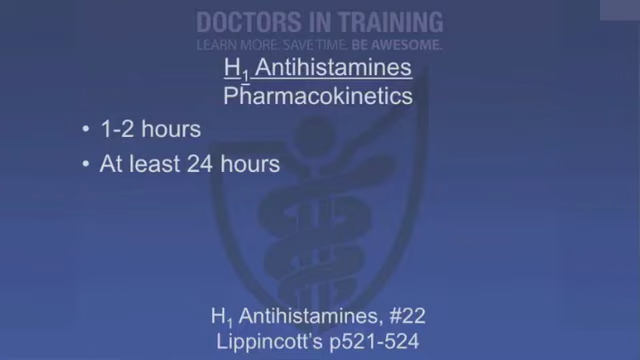 DOCTORS IN TRAINING
LEARN MORE. SAVE TIME. BE AWESOME.
H1 Antihistamines
Pharmacokinetics
• 1-2 hours
• At least 24 hours
H1 Antihistamines, #22
Lippincott's p521-524